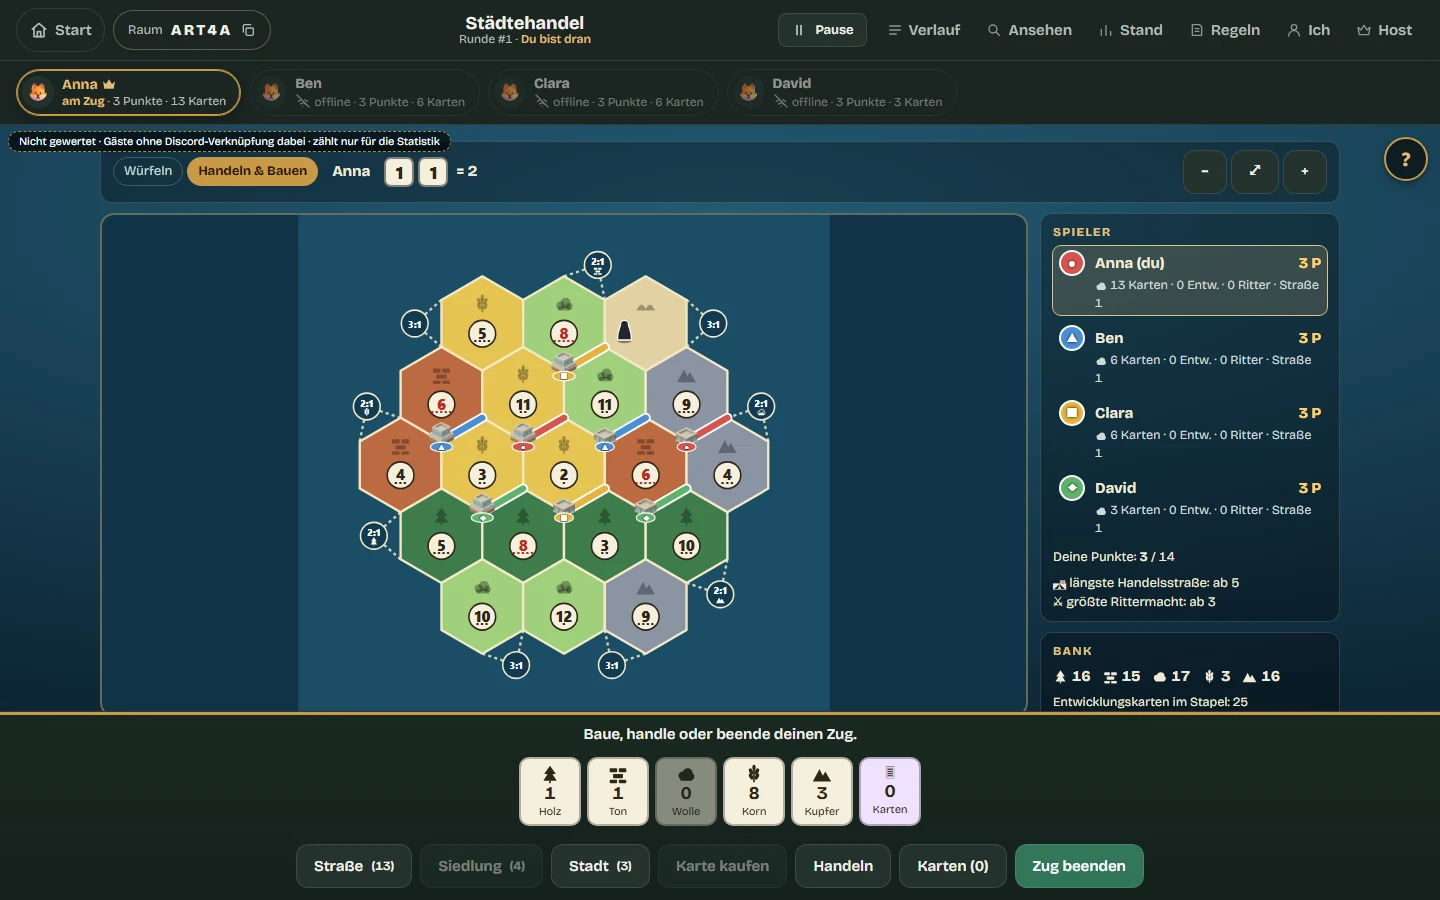 Start
Raum ART4A
Städtehandel
Runde #1 · Du bist dran
Pause
Verlauf
Ansehen
Stand
Regeln
Ich
Host
Anna
am Zug · 3 Punkte · 13 Karten
Ben
offline · 3 Punkte · 6 Karten
Clara
offline · 3 Punkte · 6 Karten
David
offline · 3 Punkte · 3 Karten
Nicht gewertet · Gäste ohne Discord-Verknüpfung dabei · zählt nur für die Statistik
Würfeln
Handeln & Bauen
Anna
1 1 = 2
−
+
?
2:1
3:1
5
8
3:1
2:1
6
11
11
9
2:1
4
3
2
6
4
2:1
5
8
3
10
2:1
10
12
9
3:1
3:1
SPIELER
Anna (du) 3 P
13 Karten · 0 Entw. · 0 Ritter · Straße
1
Ben 3 P
6 Karten · 0 Entw. · 0 Ritter · Straße
1
Clara 3 P
6 Karten · 0 Entw. · 0 Ritter · Straße
1
David 3 P
3 Karten · 0 Entw. · 0 Ritter · Straße
1
Deine Punkte: 3 / 14
längste Handelsstraße: ab 5
größte Rittermacht: ab 3
BANK
16 15 17 3 16
Entwicklungskarten im Stapel: 25
Baue, handle oder beende deinen Zug.
1
Holz
1
Ton
0
Wolle
8
Korn
3
Kupfer
0
Karten
Straße (13)
Siedlung (4)
Stadt (3)
Karte kaufen
Handeln
Karten (0)
Zug beenden